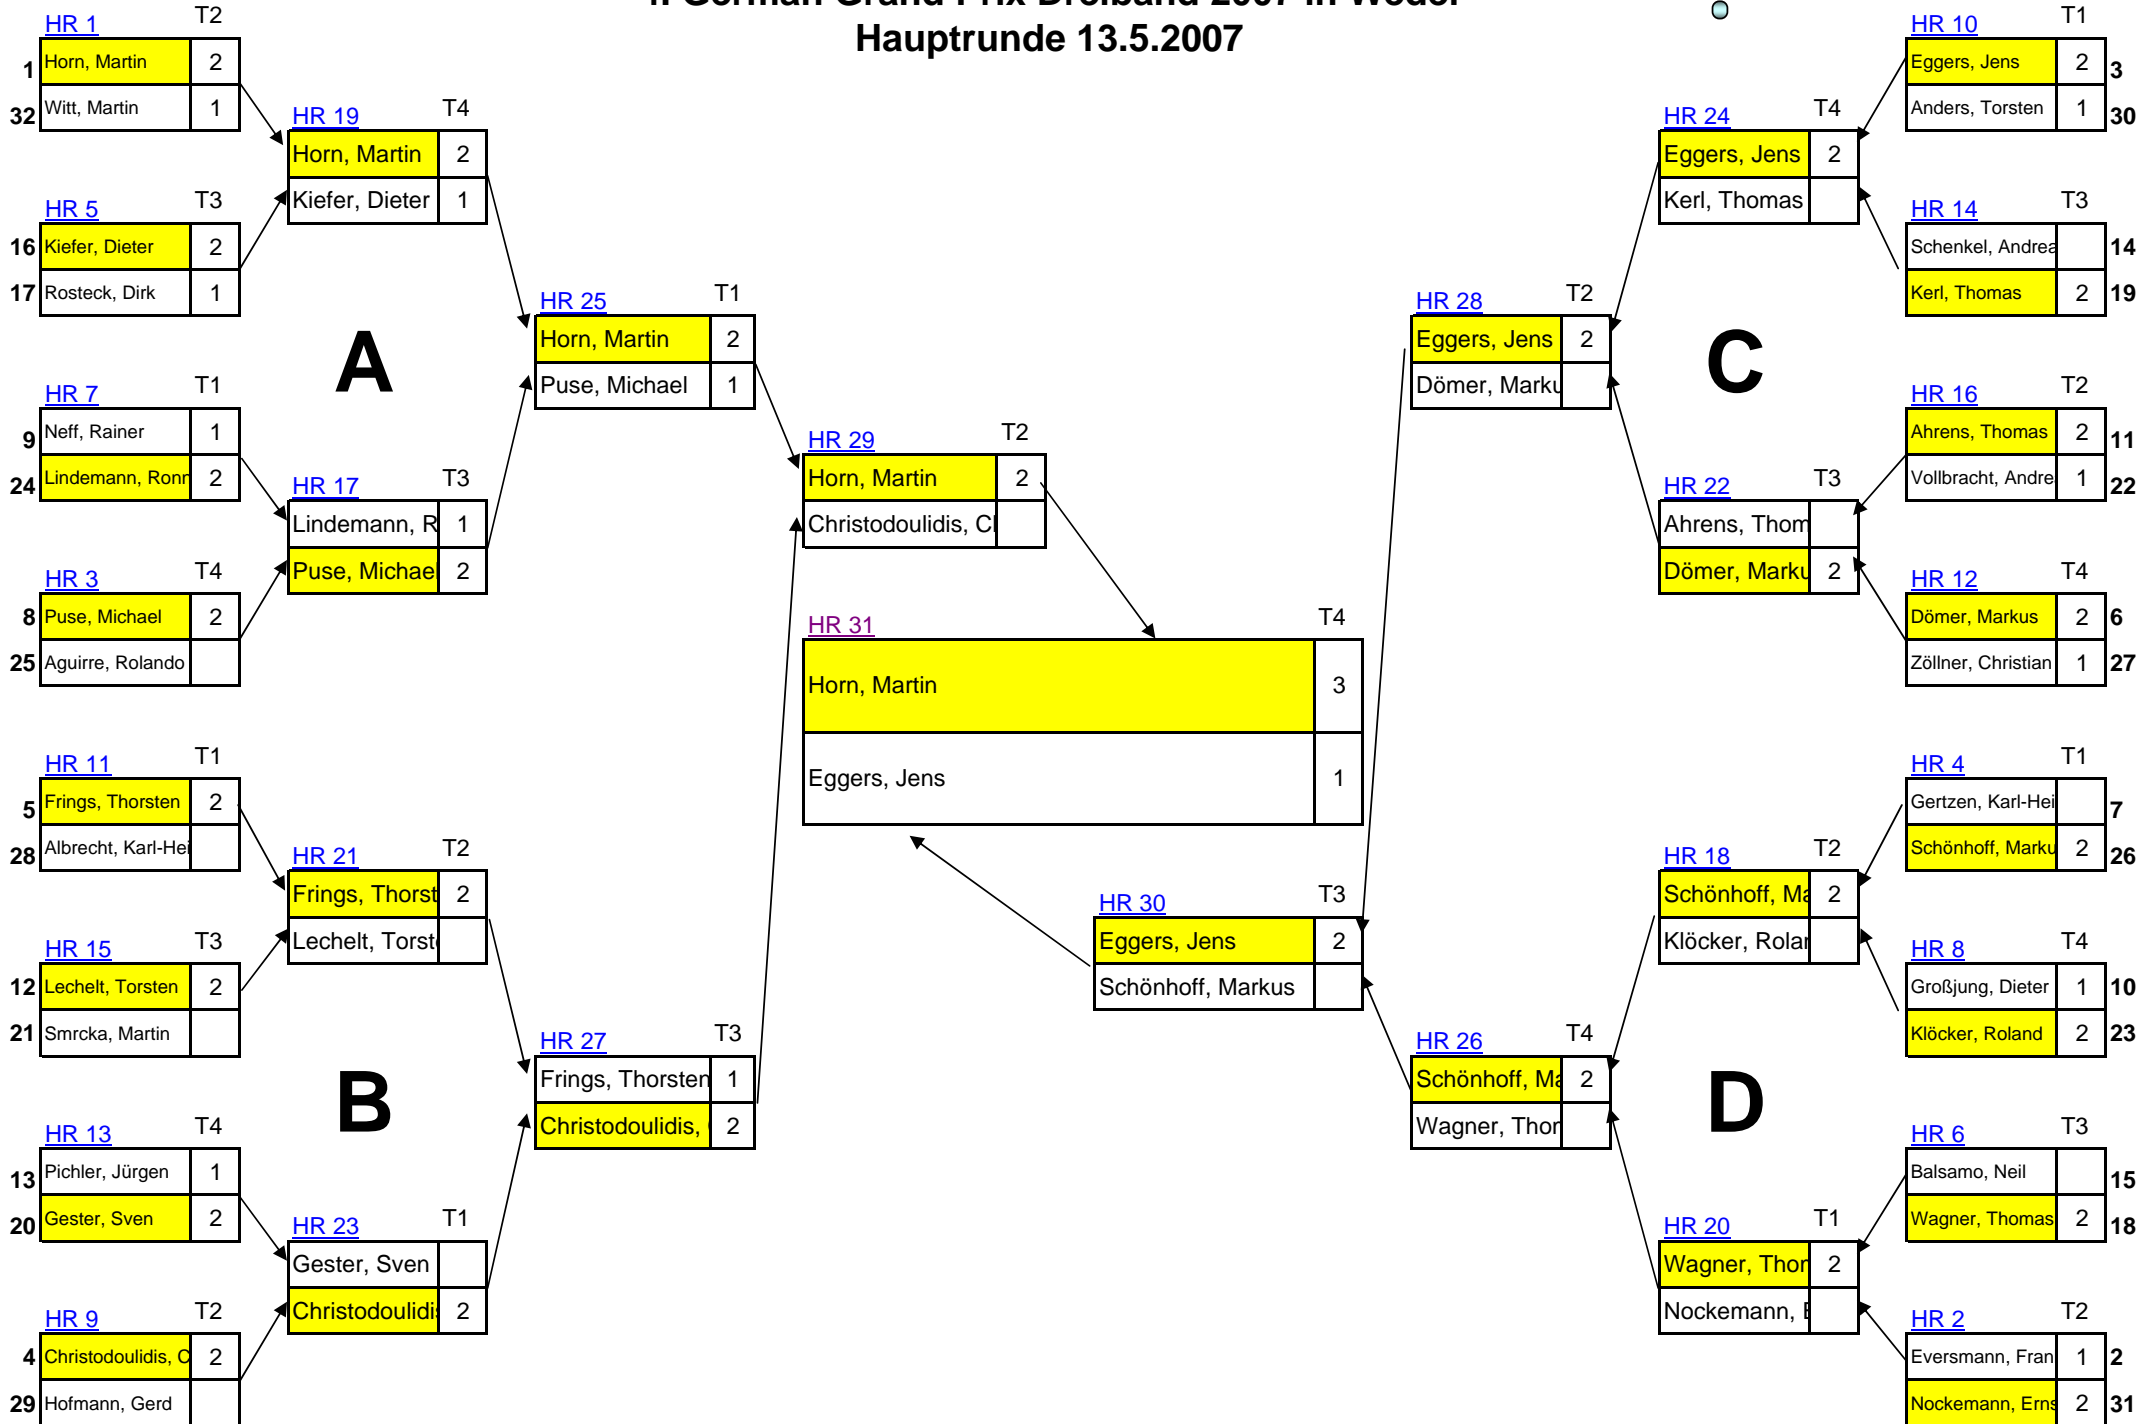 Hauptrunde 13.5.2007
HR 1 T2
1 Horn, Martin 2
32 Witt, Martin 1
HR 5 T3
16 Kiefer, Dieter 2
17 Rosteck, Dirk 1
HR 7 T1
9 Neff, Rainer 1
24 Lindemann, Ronn 2
HR 3 T4
8 Puse, Michael 2
25 Aguirre, Rolando
HR 11 T1
5 Frings, Thorsten 2
28 Albrecht, Karl-Hei
HR 15 T3
12 Lechelt, Torsten 2
21 Smrcka, Martin
HR 13 T4
13 Pichler, Jürgen 1
20 Gester, Sven 2
HR 9 T2
4 Christodoulidis, C 2
29 Hofmann, Gerd
HR 19 T4
Horn, Martin 2
Kiefer, Dieter 1
HR 17 T3
Lindemann, R 1
Puse, Michael 2
A
HR 21 T2
Frings, Thorst 2
Lechelt, Torst
HR 23 T1
Gester, Sven
Christodoulidis 2
B
HR 25 T1
Horn, Martin 2
Puse, Michael 1
HR 27 T3
Frings, Thorsten 1
Christodoulidis, 2
HR 29 T2
Horn, Martin 2
Christodoulidis, C
HR 31 T4
Horn, Martin 3
Eggers, Jens 1
HR 30 T3
Eggers, Jens 2
Schönhoff, Markus
HR 28 T2
Eggers, Jens 2
Dömer, Marku
HR 26 T4
Schönhoff, Ma 2
Wagner, Thor
HR 24 T4
Eggers, Jens 2
Kerl, Thomas
C
HR 22 T3
Ahrens, Thom
Dömer, Marku 2
HR 18 T2
Schönhoff, Ma 2
Klöcker, Rolar
D
HR 20 T1
Wagner, Thor 2
Nockemann, E
HR 10 T1
Eggers, Jens 2 3
Anders, Torsten 1 30
HR 14 T3
Schenkel, Andrea 14
Kerl, Thomas 2 19
HR 16 T2
Ahrens, Thomas 2 11
Vollbracht, Andre 1 22
HR 12 T4
Dömer, Markus 2 6
Zöllner, Christian 1 27
HR 4 T1
Gertzen, Karl-Hei 7
Schönhoff, Marku 2 26
HR 8 T4
Großjung, Dieter 1 10
Klöcker, Roland 2 23
HR 6 T3
Balsamo, Neil 15
Wagner, Thomas 2 18
HR 2 T2
Eversmann, Fran 1 2
Nockemann, Erns 2 31